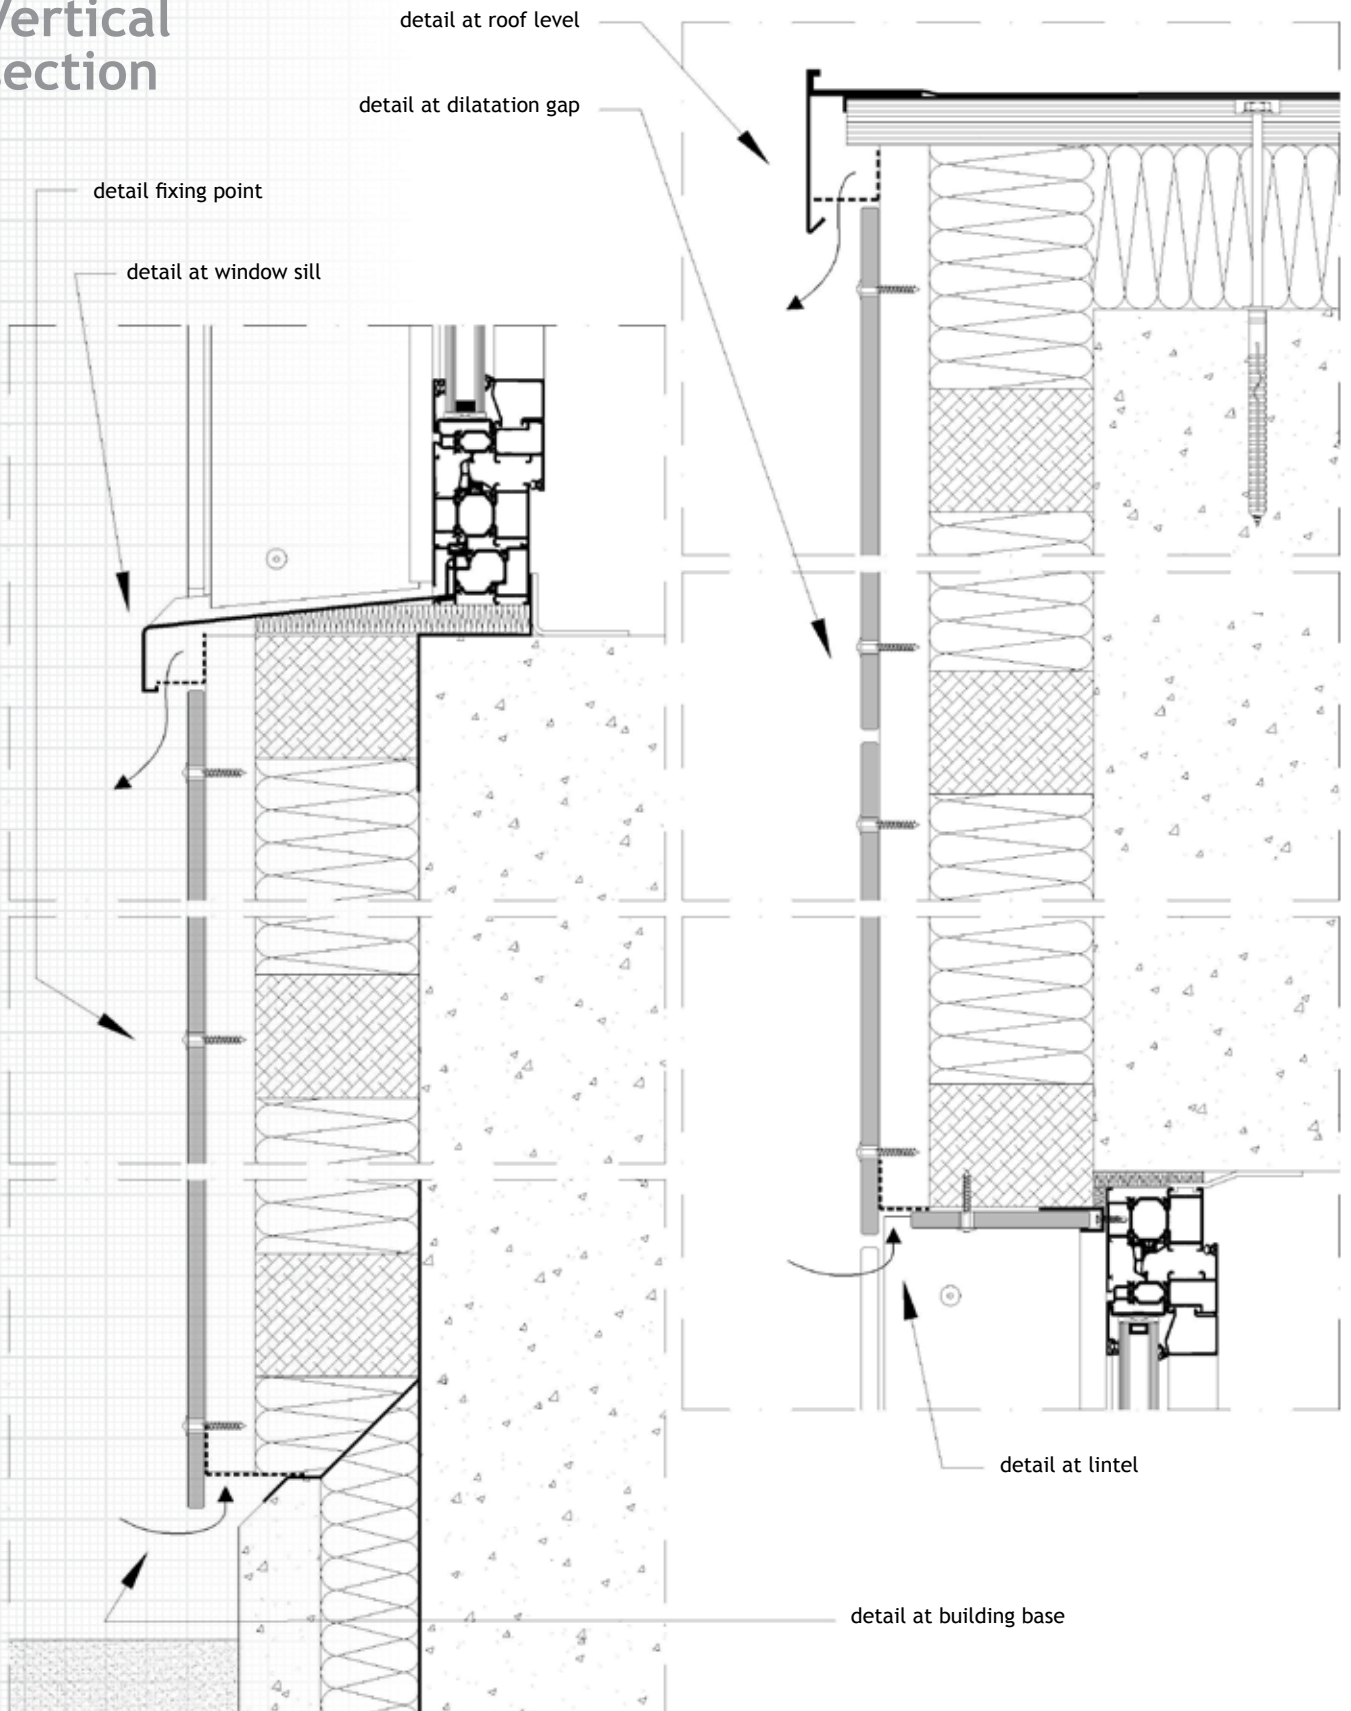 Vertical
section
detail at roof level
detail at dilatation gap
detail fixing point
detail at window sill
detail at lintel
detail at building base